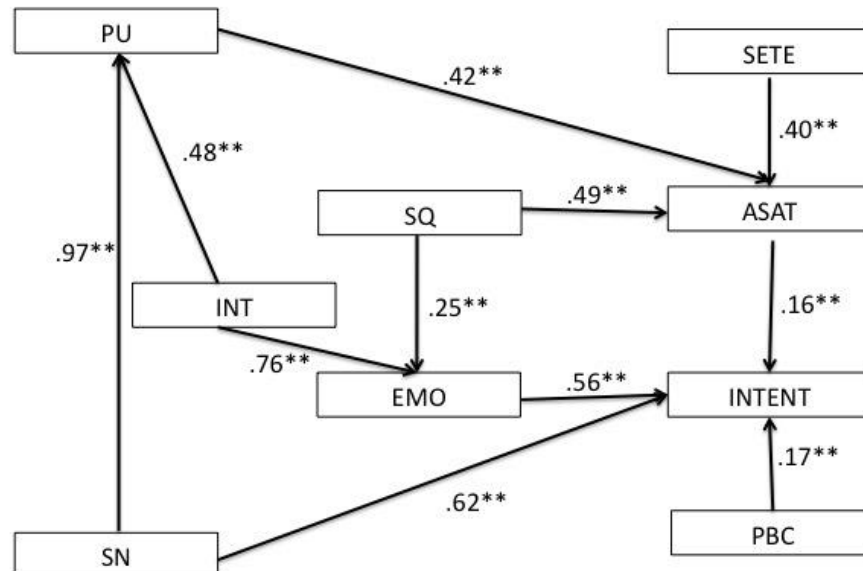 PU
SETE
.42**
.40**
.48**
SQ
.49**
ASAT
.97**
INT
.25**
.16**
.76**
EMO
.56**
INTENT
.17**
.62**
SN
PBC